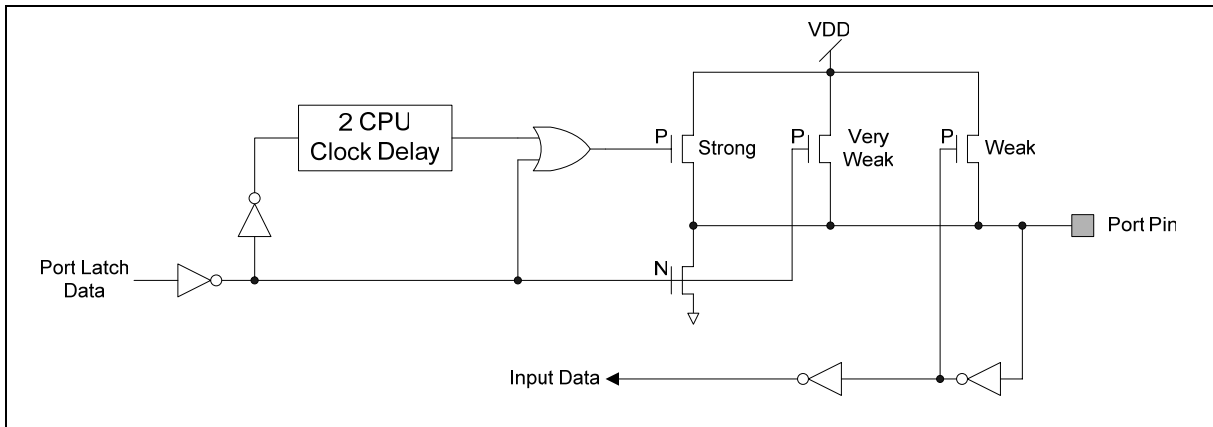 VDD
2 CPU
Clock Delay
P
Strong
P
Very
Weak
P
Weak
Port Pin
Port Latch
Data
N
Input Data